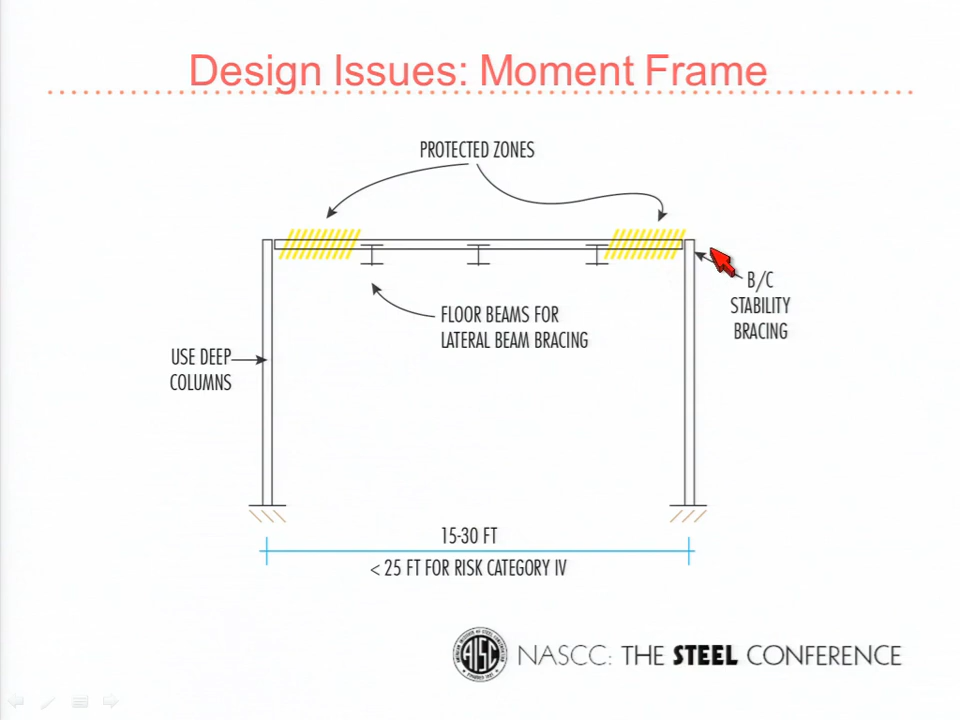 Design Issues: Moment Frame
PROTECTED ZONES
B/C
STABILITY
BRACING
FLOOR BEAMS FOR
LATERAL BEAM BRACING
USE DEEP
COLUMNS
15-30 FT
< 25 FT FOR RISK CATEGORY IV
AISC
NASCC: THE STEEL CONFERENCE